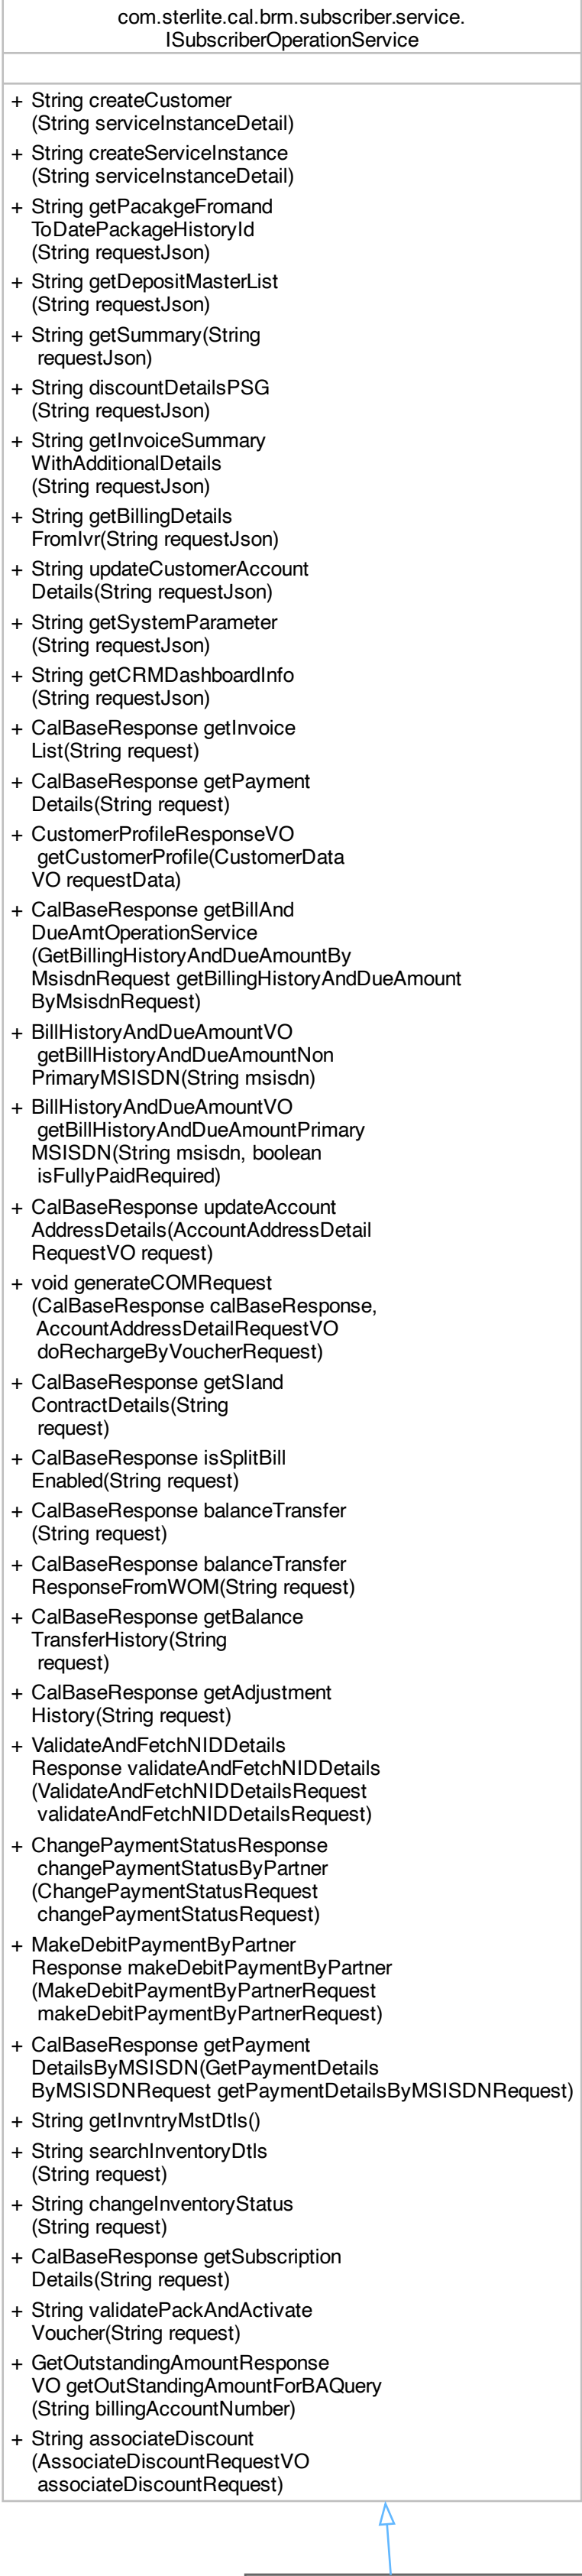 com.sterlite.cal.brm.subscriber.service.
ISubscriberOperationService
+ String createCustomer
(String serviceInstanceDetail)
+ String createServiceInstance
(String serviceInstanceDetail)
+ String getPacakgeFromand
ToDatePackageHistoryId
(String requestJson)
+ String getDepositMasterList
(String requestJson)
+ String getSummary(String
requestJson)
+ String discountDetailsPSG
(String requestJson)
+ String getInvoiceSummary
WithAdditionalDetails
(String requestJson)
+ String getBillingDetails
FromIvr(String requestJson)
+ String updateCustomerAccount
Details(String requestJson)
+ String getSystemParameter
(String requestJson)
+ String getCRMDashboardInfo
(String requestJson)
+ CalBaseResponse getInvoice
List(String request)
+ CalBaseResponse getPayment
Details(String request)
+ CustomerProfileResponseVO
getCustomerProfile(CustomerData
VO requestData)
+ CalBaseResponse getBillAnd
DueAmtOperationService
(GetBillingHistoryAndDueAmountBy
MsisdnRequest getBillingHistoryAndDueAmount
ByMsisdnRequest)
+ BillHistoryAndDueAmountVO
getBillHistoryAndDueAmountNon
PrimaryMSISDN(String msisdn)
+ BillHistoryAndDueAmountVO
getBillHistoryAndDueAmountPrimary
MSISDN(String msisdn, boolean
isFullyPaidRequired)
+ CalBaseResponse updateAccount
AddressDetails(AccountAddressDetail
RequestVO request)
+ void generateCOMRequest
(CalBaseResponse calBaseResponse,
AccountAddressDetailRequestVO
doRechargeByVoucherRequest)
+ CalBaseResponse getSIand
ContractDetails(String
request)
+ CalBaseResponse isSplitBill
Enabled(String request)
+ CalBaseResponse balanceTransfer
(String request)
+ CalBaseResponse balanceTransfer
ResponseFromWOM(String request)
+ CalBaseResponse getBalance
TransferHistory(String
request)
+ CalBaseResponse getAdjustment
History(String request)
+ ValidateAndFetchNIDDetails
Response validateAndFetchNIDDetails
(ValidateAndFetchNIDDetailsRequest
validateAndFetchNIDDetailsRequest)
+ ChangePaymentStatusResponse
changePaymentStatusByPartner
(ChangePaymentStatusRequest
changePaymentStatusRequest)
+ MakeDebitPaymentByPartner
Response makeDebitPaymentByPartner
(MakeDebitPaymentByPartnerRequest
makeDebitPaymentByPartnerRequest)
+ CalBaseResponse getPayment
DetailsByMSISDN(GetPaymentDetails
ByMSISDNRequest getPaymentDetailsByMSISDNRequest)
+ String getInvntryMstDtls()
+ String searchInventoryDtls
(String request)
+ String changeInventoryStatus
(String request)
+ CalBaseResponse getSubscription
Details(String request)
+ String validatePackAndActivate
Voucher(String request)
+ GetOutstandingAmountResponse
VO getOutStandingAmountForBAQuery
(String billingAccountNumber)
+ String associateDiscount
(AssociateDiscountRequestVO
associateDiscountRequest)